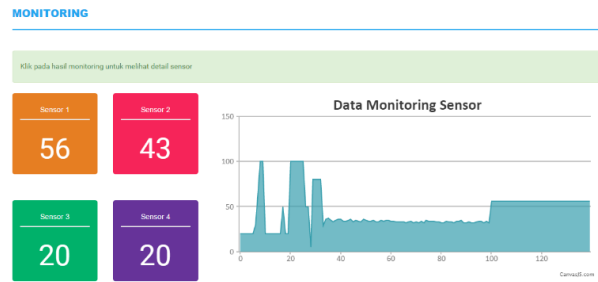 MONITORING
Klik pada hasil monitoring untuk melihat detail sensor
Sensor 1
56
Sensor 2
43
Sensor 3
20
Sensor 4
20
Data Monitoring Sensor
150
100
50
0
0
20
40
60
80
100
120
CanvasJS.com